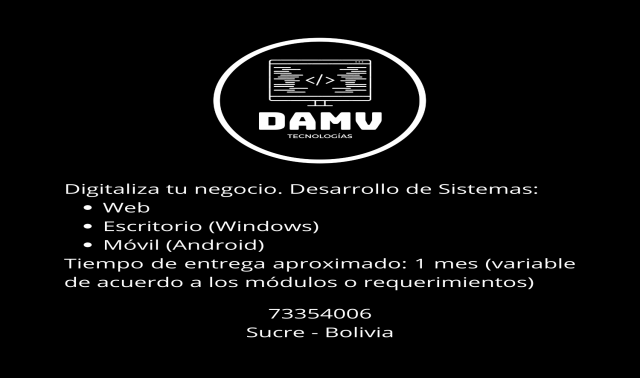 </>
DAMV
TECNOLOGÍAS
Digitaliza tu negocio. Desarrollo de Sistemas:
• Web
• Escritorio (Windows)
• Móvil (Android)
Tiempo de entrega aproximado: 1 mes (variable
de acuerdo a los módulos o requerimientos)
73354006
Sucre - Bolivia